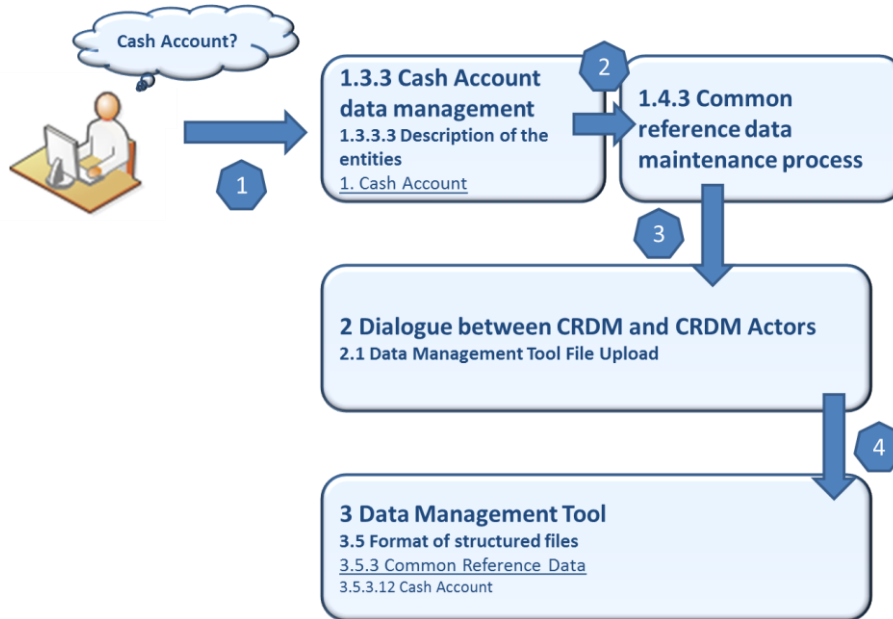 Cash Account?
1
1.3.3 Cash Account
data management
1.3.3.3 Description of the
entities
1. Cash Account
2
1.4.3 Common
reference data
maintenance process
3
2 Dialogue between CRDM and CRDM Actors
2.1 Data Management Tool File Upload
4
3 Data Management Tool
3.5 Format of structured files
3.5.3 Common Reference Data
3.5.3.12 Cash Account